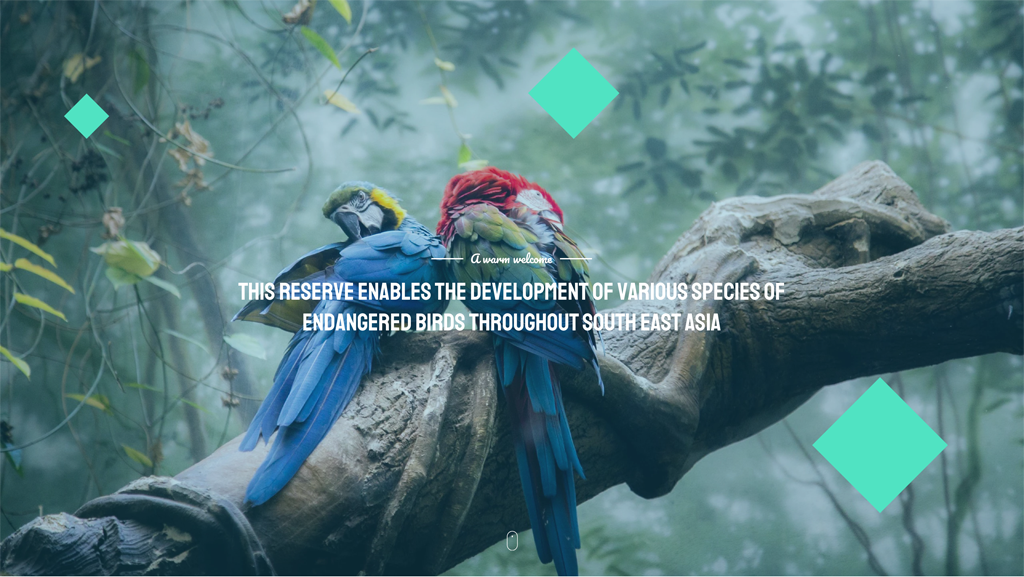 A warm welcome
THIS RESERVE ENABLES THE DEVELOPMENT OF VARIOUS SPECIES OF
ENDANGERED BIRDS THROUGHOUT SOUTH EAST ASIA